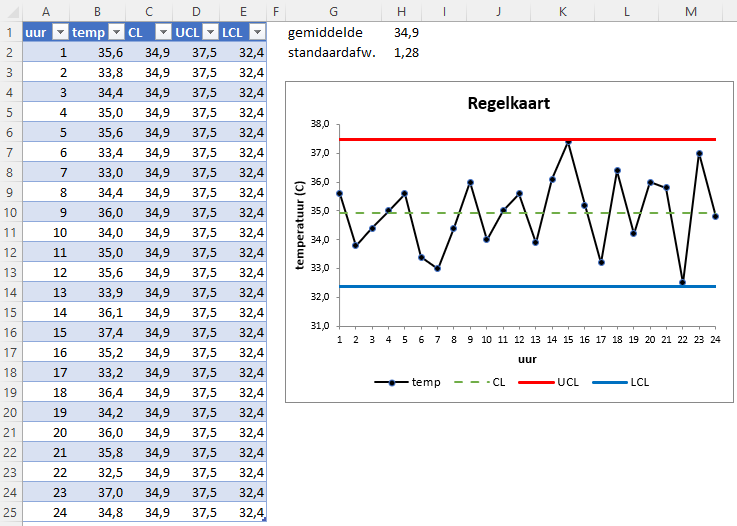 A B C D E F G H I J K L M
1 uur temp CL UCL LCL gemiddelde 34,9
2 1 35,6 34,9 37,5 32,4 standaardafw. 1,28
3 2 33,8 34,9 37,5 32,4
4 3 34,4 34,9 37,5 32,4
5 4 35,0 34,9 37,5 32,4
6 5 35,6 34,9 37,5 32,4
7 6 33,4 34,9 37,5 32,4
8 7 33,0 34,9 37,5 32,4
9 8 34,4 34,9 37,5 32,4
10 9 36,0 34,9 37,5 32,4
11 10 34,0 34,9 37,5 32,4
12 11 35,0 34,9 37,5 32,4
13 12 35,6 34,9 37,5 32,4
14 13 33,9 34,9 37,5 32,4
15 14 36,1 34,9 37,5 32,4
16 15 37,4 34,9 37,5 32,4
17 16 35,2 34,9 37,5 32,4
18 17 33,2 34,9 37,5 32,4
19 18 36,4 34,9 37,5 32,4
20 19 34,2 34,9 37,5 32,4
21 20 36,0 34,9 37,5 32,4
22 21 35,8 34,9 37,5 32,4
23 22 32,5 34,9 37,5 32,4
24 23 37,0 34,9 37,5 32,4
25 24 34,8 34,9 37,5 32,4
Regelkaart
temperatuur (C)
38,0
37,0
36,0
35,0
34,0
33,0
32,0
31,0
1 2 3 4 5 6 7 8 9 10 11 12 13 14 15 16 17 18 19 20 21 22 23 24
uur
temp CL UCL LCL